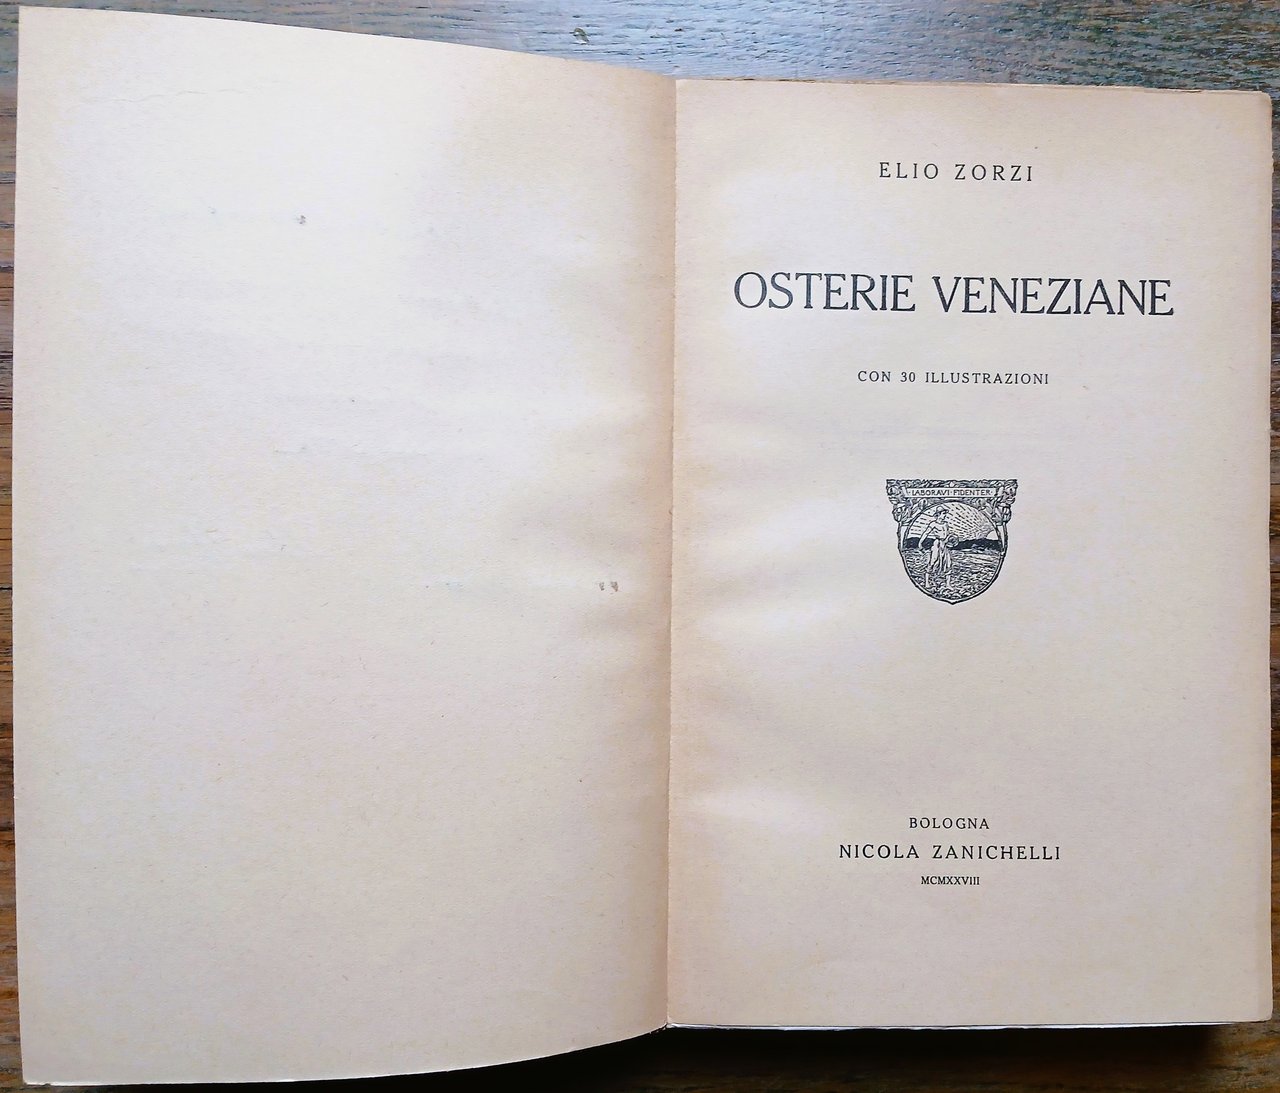 ELIO ZORZI
OSTERIE VENEZIANE
CON 30 ILLUSTRAZIONI
·LABORAVI·FIDENTER·
BOLOGNA
NICOLA ZANICHELLI
MCMXXVIII